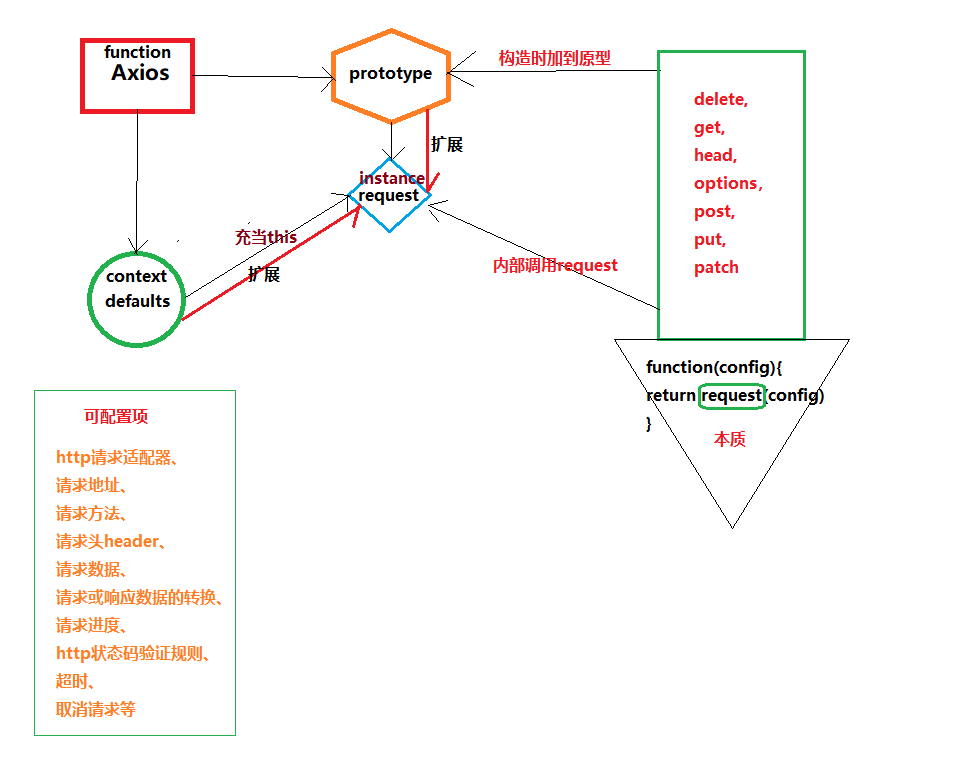 function
Axios
prototype
构造时加到原型
扩展
instance
request
充当this
扩展
context
defaults
内部调用request
delete,
get,
head,
options,
post,
put,
patch
function(config){
return request(config)
}
本质
可配置项
http请求适配器、
请求地址、
请求方法、
请求头header、
请求数据、
请求或响应数据的转换、
请求进度、
http状态码验证规则、
超时、
取消请求等